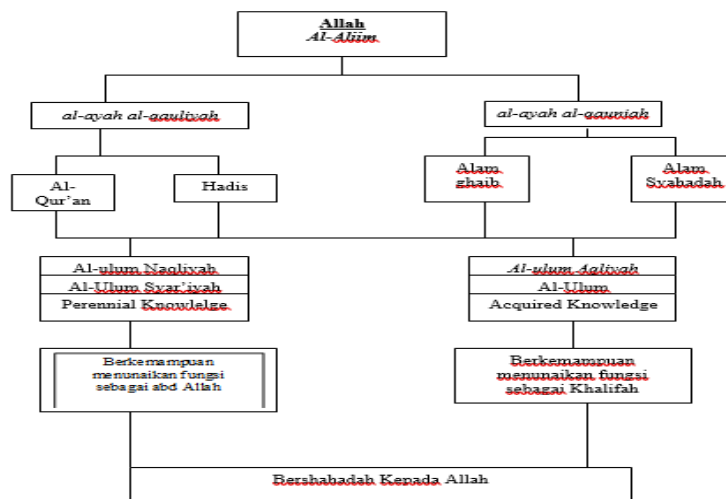 Allah
Al-Aliim
al-ayah al-qauliyah
al-ayah al-qauniah
Al-
Qur'an
Hadis
Alam
ghaib
Alam
Syahadah
Al-ulum Naqliyah
Al-Ulum Syar'iyah
Perennial Knowlelge
Al-ulum Aqliyah
Al-Ulum
Acquired Knowledge
Berkemampuan
menunaikan fungsi
sebagai abd Allah
Berkemampuan
menunaikan fungsi
sebagai Khalifah
Bershahadah Kepada Allah